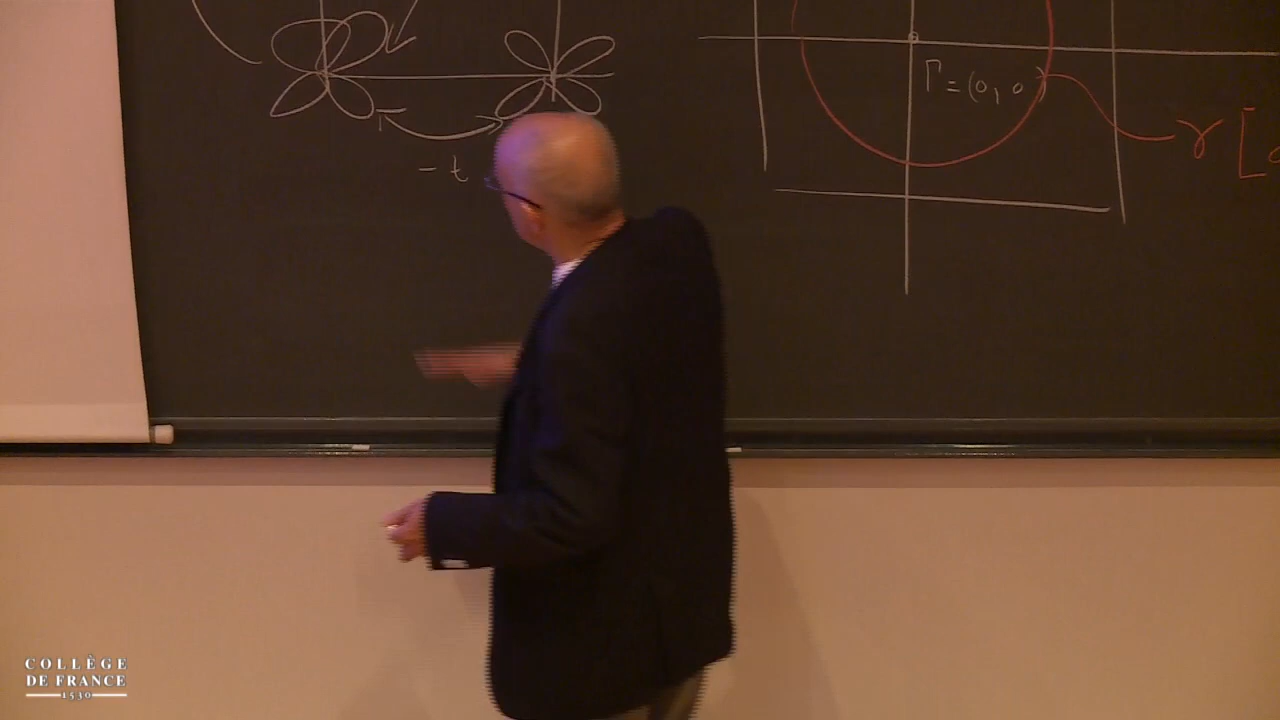 Γ = (0, 0)
- t
γ [
COLLÈGE
DE FRANCE
1530